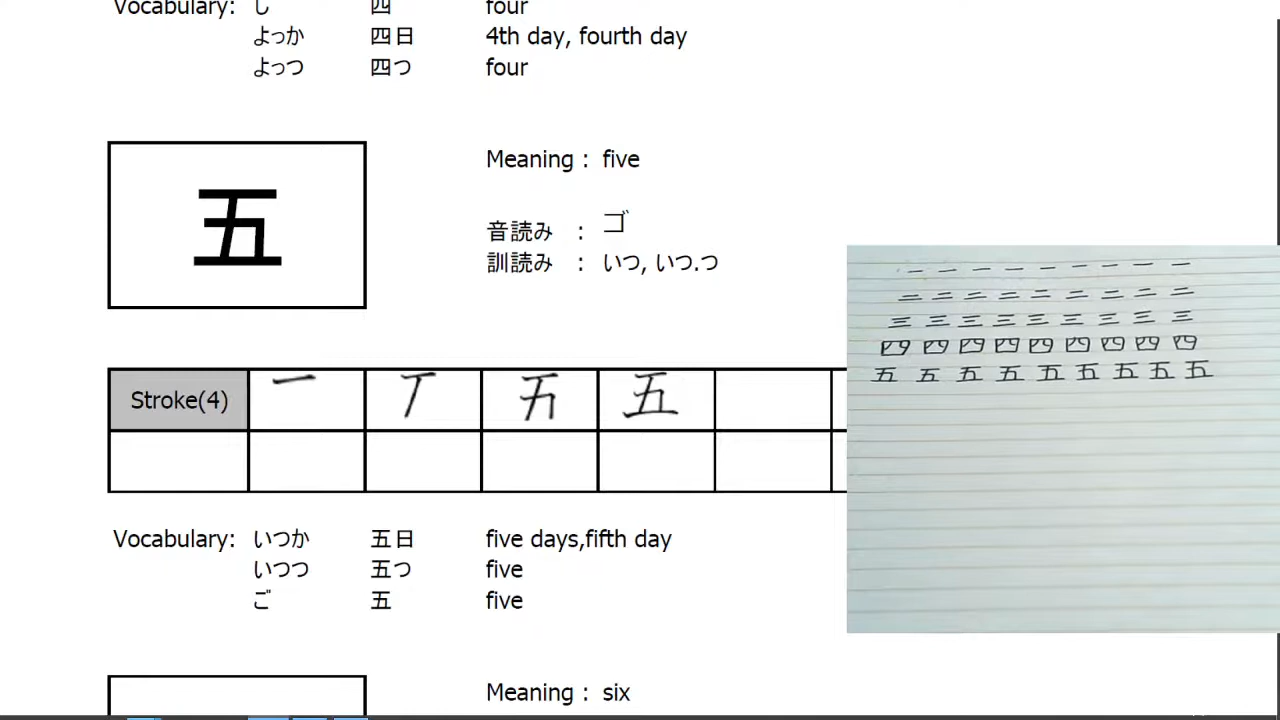 Vocabulary: し 四 four
よっか 四日 4th day, fourth day
よっつ 四つ four
五
Meaning : five
音読み : ゴ
訓読み : いつ, いつ.つ
Stroke(4) 一 丅 五
Vocabulary: いつか 五日 five days,fifth day
いつつ 五つ five
ご 五 five
Meaning : six
一 一 一 一 一 一 一 一 一
二 二 二 二 二 二 二 二 二
三 三 三 三 三 三 三 三 三
四 四 四 四 四 四 四 四 四
五 五 五 五 五 五 五 五 五